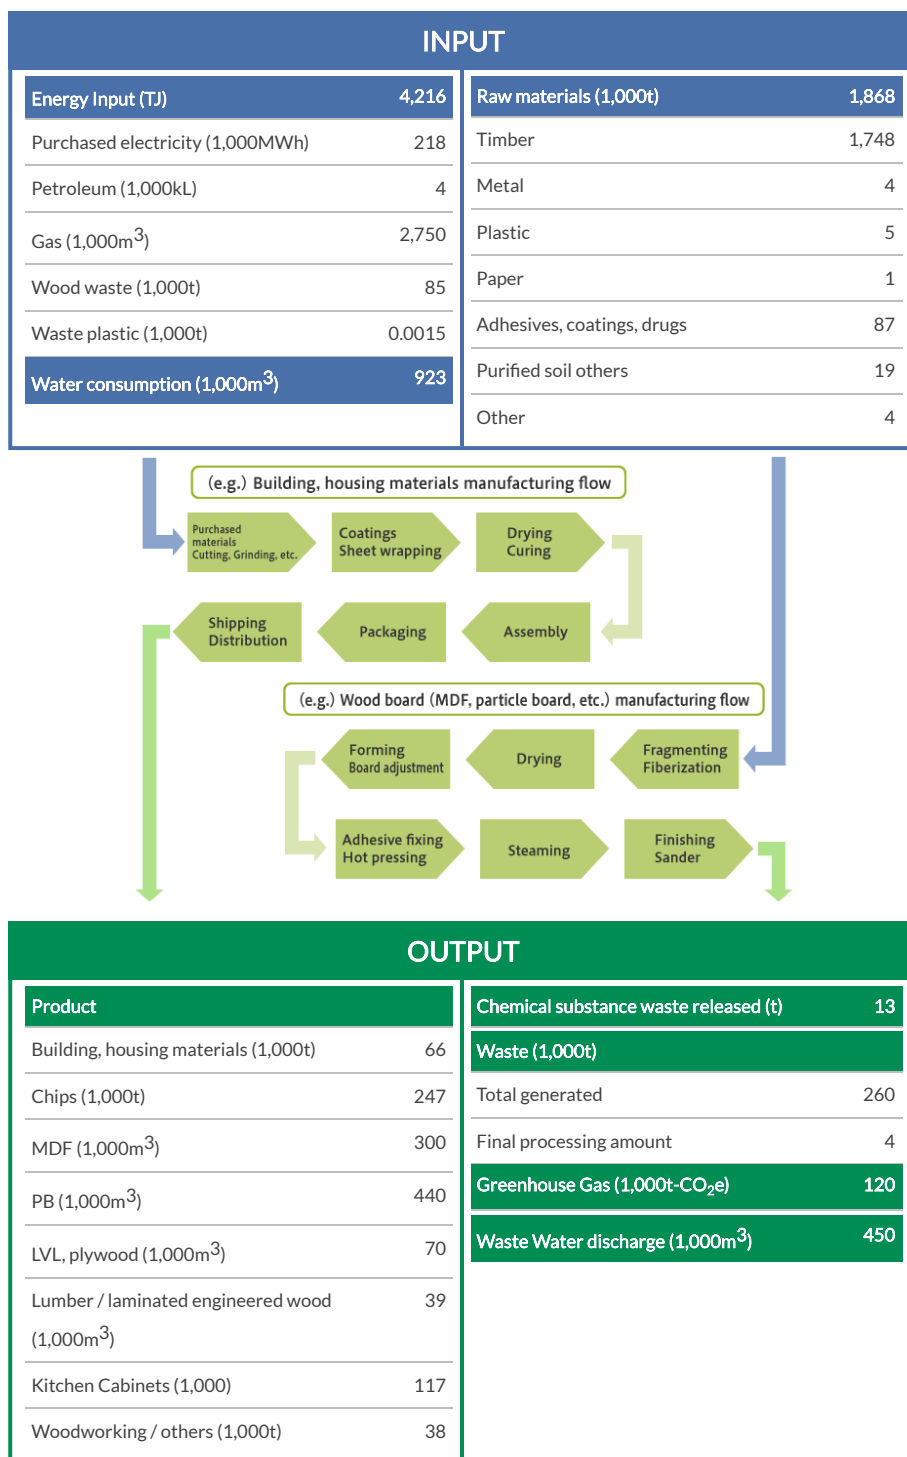 INPUT
Energy Input (TJ) 4,216
Purchased electricity (1,000MWh) 218
Petroleum (1,000kL) 4
Gas (1,000m³) 2,750
Wood waste (1,000t) 85
Waste plastic (1,000t) 0.0015
Water consumption (1,000m³) 923
Raw materials (1,000t) 1,868
Timber 1,748
Metal 4
Plastic 5
Paper 1
Adhesives, coatings, drugs 87
Purified soil others 19
Other 4
(e.g.) Building, housing materials manufacturing flow
Purchased
materials
Cutting, Grinding, etc.
Coatings
Sheet wrapping
Drying
Curing
Assembly
Packaging
Shipping
Distribution
(e.g.) Wood board (MDF, particle board, etc.) manufacturing flow
Fragmenting
Fiberization
Drying
Forming
Board adjustment
Adhesive fixing
Hot pressing
Steaming
Finishing
Sander
OUTPUT
Product
Building, housing materials (1,000t) 66
Chips (1,000t) 247
MDF (1,000m³) 300
PB (1,000m³) 440
LVL, plywood (1,000m³) 70
Lumber / laminated engineered wood 39
(1,000m³)
Kitchen Cabinets (1,000) 117
Woodworking / others (1,000t) 38
Chemical substance waste released (t) 13
Waste (1,000t)
Total generated 260
Final processing amount 4
Greenhouse Gas (1,000t-CO₂e) 120
Waste Water discharge (1,000m³) 450